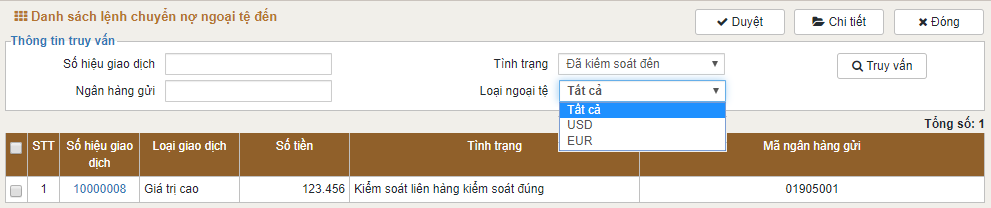 Danh sách lệnh chuyển nợ ngoại tệ đến
Duyệt Chi tiết Đóng
Thông tin truy vấn
Số hiệu giao dịch Tình trạng Đã kiểm soát đến Truy vấn
Ngân hàng gửi Loại ngoại tệ Tất cả
Tất cả
USD
EUR
Tổng số: 1
STT Số hiệu giao dịch Loại giao dịch Số tiền Tình trạng Mã ngân hàng gửi
1 10000008 Giá trị cao 123.456 Kiểm soát liên hàng kiểm soát đúng 01905001